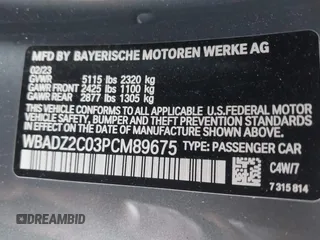 MFD BY BAYERISCHE MOTOREN WERKE AG
02/23
GVWR 5115 lbs 2320 kg
GAWR FRONT 2425 lbs 1100 kg
GAWR REAR 2877 lbs 1305 kg
THIS VEHICLE CONFORMS TO ALL APPLICABLE U.S.FEDERAL MOTOR
VEHICLE SAFETY, BUMPER, AND THEFT PREVENTION STANDARDS
IN EFFECT ON THE DATE OF MANUFACTURE SHOWN ABOVE.
WBADZ2C03PCM89675 TYPE: PASSENGER CAR
C4W/7
7 315 814
DEALER CLUB